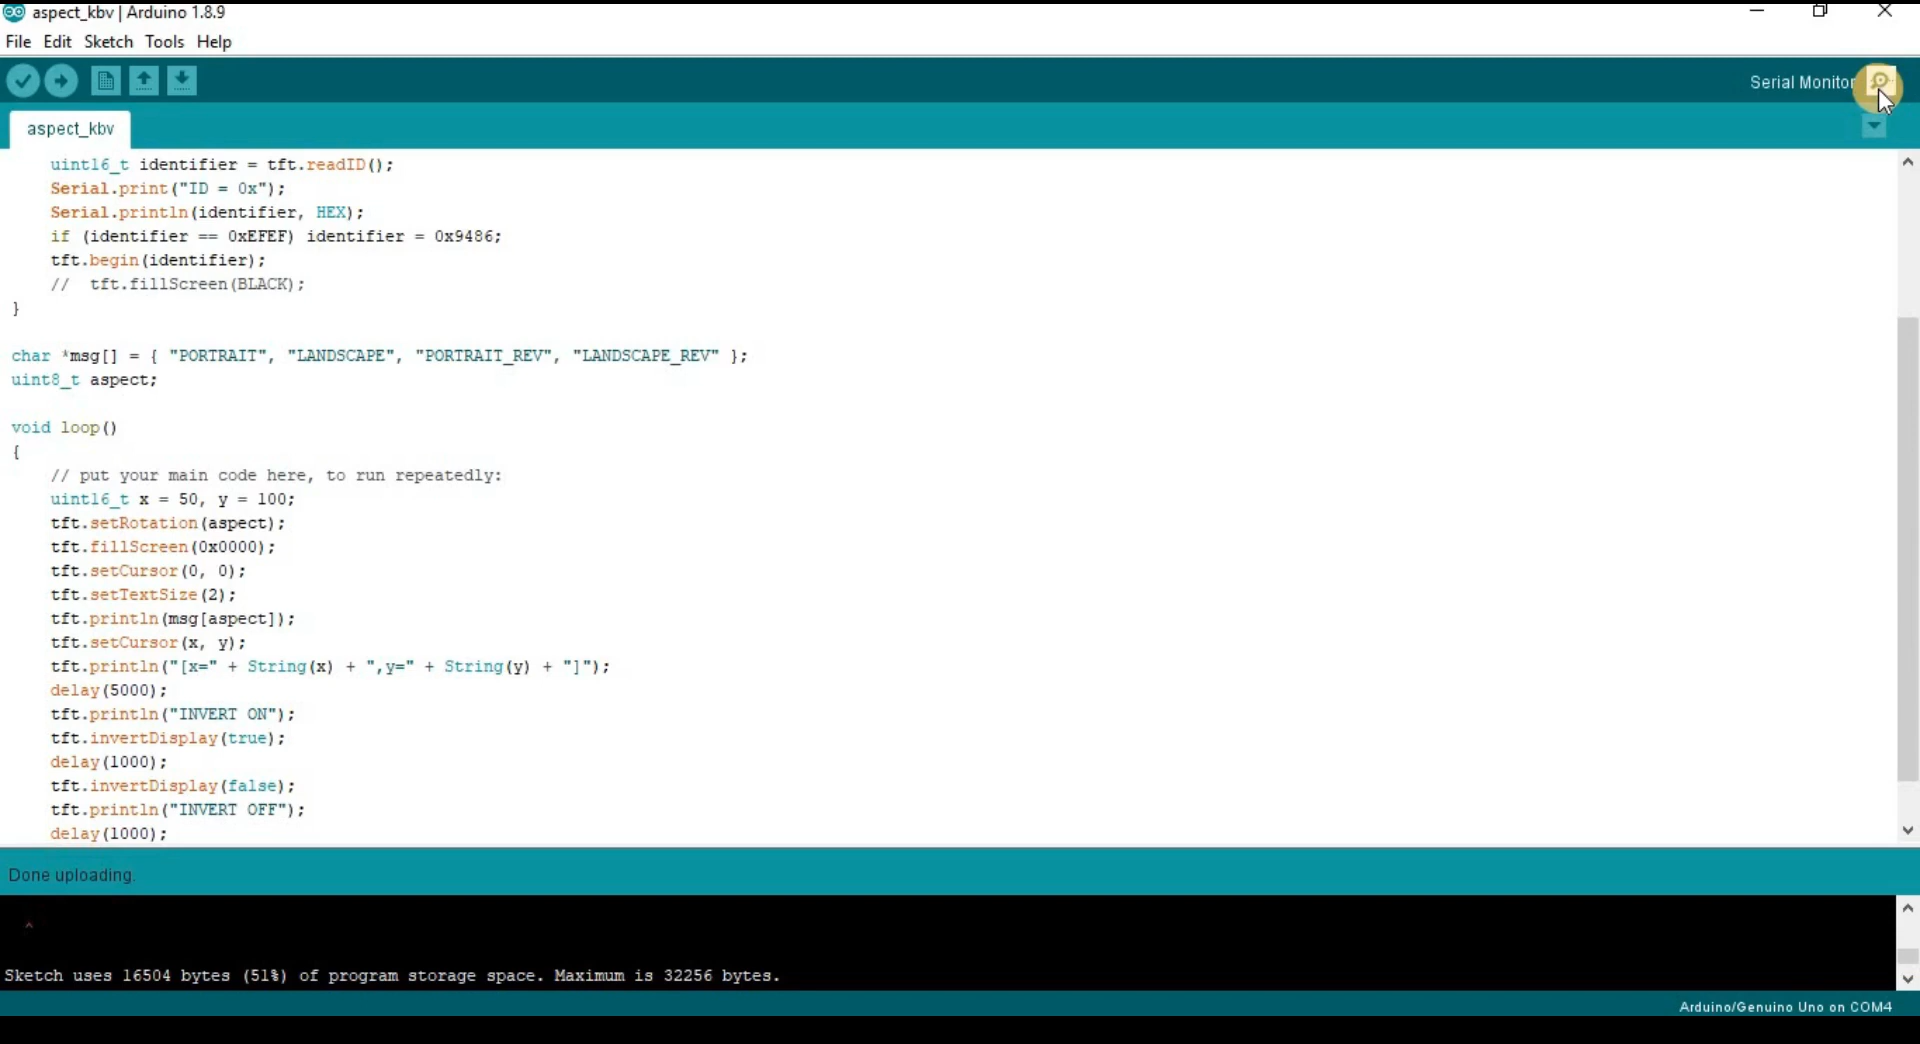 aspect_kbv | Arduino 1.8.9
File Edit Sketch Tools Help
Serial Monitor
aspect_kbv
uint16_t identifier = tft.readID();
Serial.print("ID = 0x");
Serial.println(identifier, HEX);
if (identifier == 0xEFEF) identifier = 0x9486;
tft.begin(identifier);
//  tft.fillScreen(BLACK);
}
char *msg[] = { "PORTRAIT", "LANDSCAPE", "PORTRAIT_REV", "LANDSCAPE_REV" };
uint8_t aspect;
void loop()
{
// put your main code here, to run repeatedly:
uint16_t x = 50, y = 100;
tft.setRotation(aspect);
tft.fillScreen(0x0000);
tft.setCursor(0, 0);
tft.setTextSize(2);
tft.println(msg[aspect]);
tft.setCursor(x, y);
tft.println("[x=" + String(x) + ",y=" + String(y) + "]");
delay(5000);
tft.println("INVERT ON");
tft.invertDisplay(true);
delay(1000);
tft.invertDisplay(false);
tft.println("INVERT OFF");
delay(1000);
Done uploading.
^
Sketch uses 16504 bytes (51%) of program storage space. Maximum is 32256 bytes.
Arduino/Genuino Uno on COM4